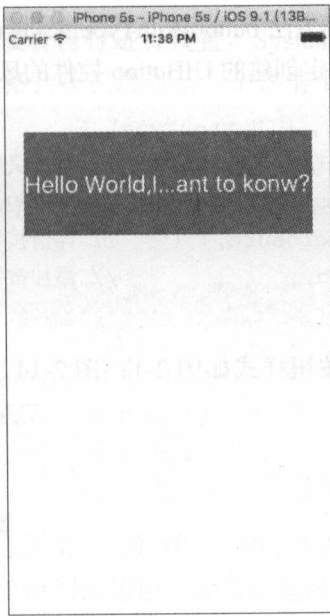 iPhone 5s - iPhone 5s / iOS 9.1 (13B...
Carrier 11:38 PM
Hello World,I...ant to konw?